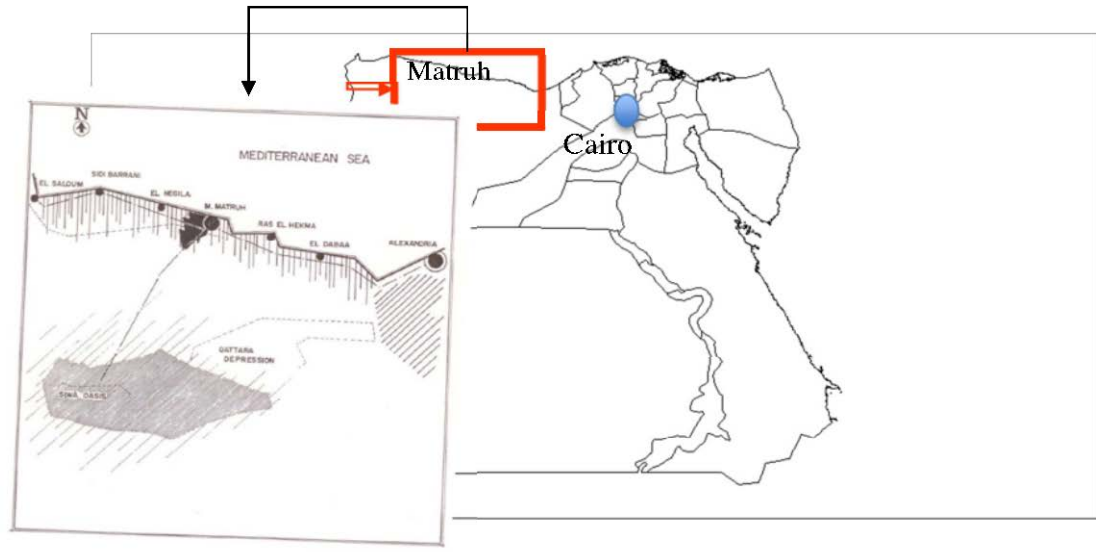 Matruh
Cairo
N
MEDITERRANEAN SEA
EL SALOUM
SIDI BARRANI
EL NEGILA
M. MATRUH
RAS EL HEKMA
EL DABAA
ALEXANDRIA
QATTARA
DEPRESSION
SIWA OASIS